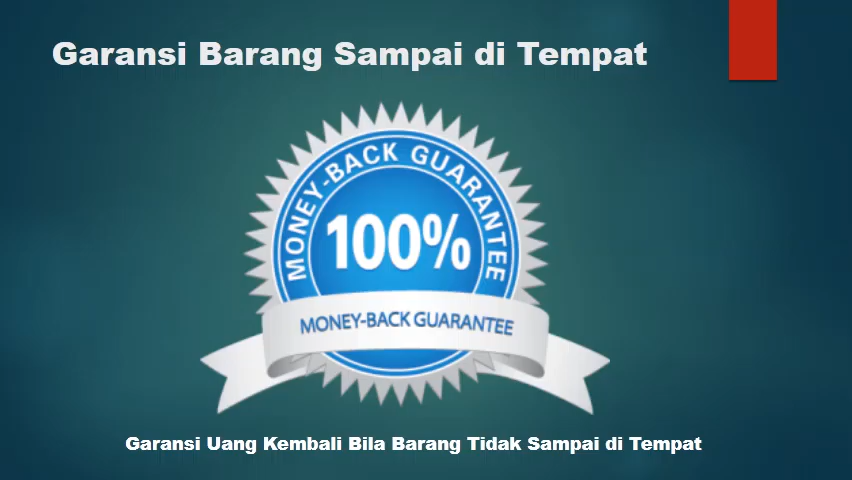 Garansi Barang Sampai di Tempat
MONEY-BACK GUARANTEE
100%
MONEY-BACK GUARANTEE
Garansi Uang Kembali Bila Barang Tidak Sampai di Tempat